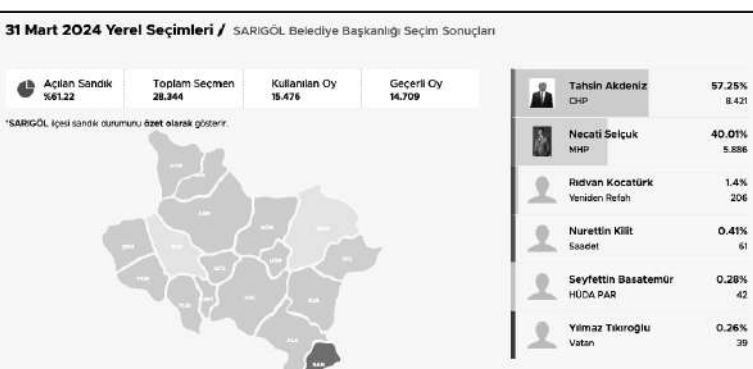 31 Mart 2024 Yerel Seçimleri / SARIGÖL Belediye Başkanlığı Seçim Sonuçları
Açılan Sandık
%61.22
Toplam Seçmen
28.344
Kullanılan Oy
15.476
Geçerli Oy
14.709
*SARIGÖL ilçesi sandık durumunu özet olarak gösterir.
SAR
Tahsin Akdeniz 57.25%
CHP 8.421
Necati Selçuk 40.01%
MHP 5.886
Rıdvan Kocatürk 1.4%
Yeniden Refah 206
Nurettin Kilit 0.41%
Saadet 61
Seyfettin Basatemür 0.28%
HÜDA PAR 42
Yılmaz Tıkıroğlu 0.26%
Vatan 39